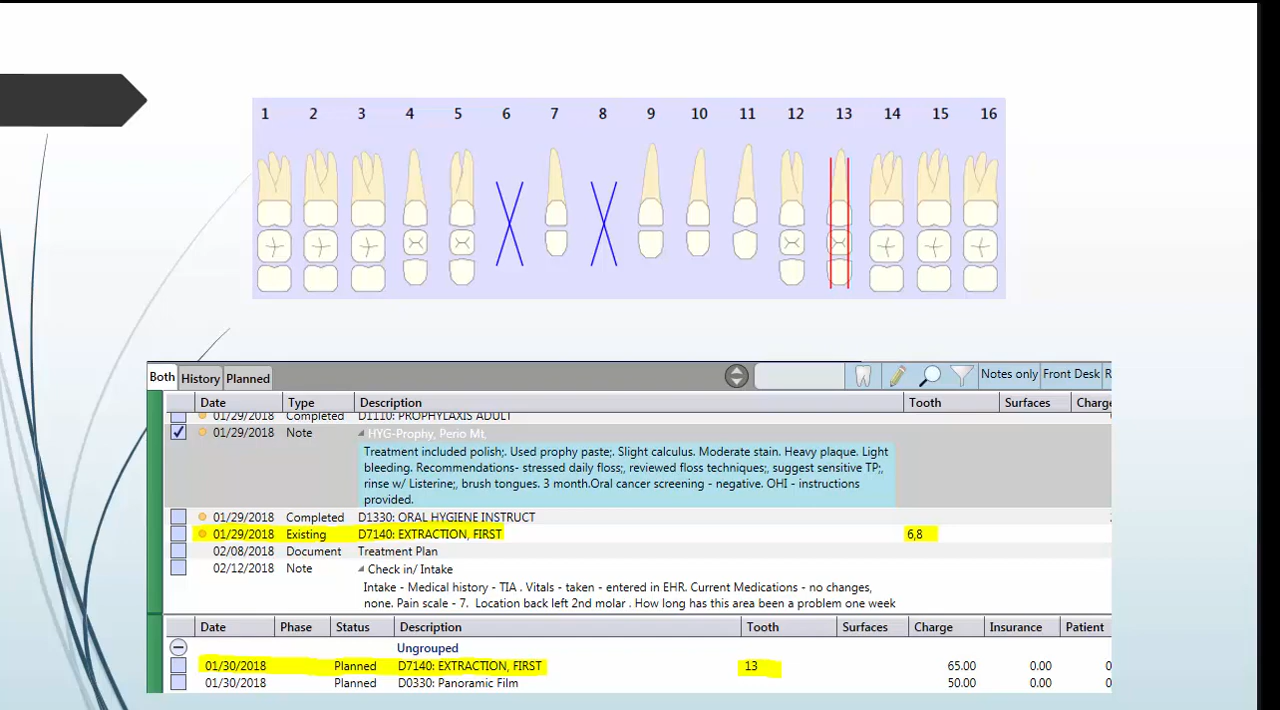 1 2 3 4 5 6 7 8 9 10 11 12 13 14 15 16
Both History Planned Notes only Front Desk R
Date Type Description Tooth Surfaces Charge
01/29/2018 Completed D1110: PROPHYLAXIS ADULT
01/29/2018 Note HYG-Prophy, Perio Mt,
Treatment included polish;. Used prophy paste;. Slight calculus. Moderate stain. Heavy plaque. Light
bleeding. Recommendations- stressed daily floss;, reviewed floss techniques;, suggest sensitive TP;,
rinse w/ Listerine;, brush tongues. 3 month.Oral cancer screening - negative. OHI - instructions
provided.
01/29/2018 Completed D1330: ORAL HYGIENE INSTRUCT
01/29/2018 Existing D7140: EXTRACTION, FIRST 6,8
02/08/2018 Document Treatment Plan
02/12/2018 Note Check in/ Intake
Intake - Medical history - TIA . Vitals - taken - entered in EHR. Current Medications - no changes,
none. Pain scale - 7. Location back left 2nd molar . How long has this area been a problem one week
Date Phase Status Description Tooth Surfaces Charge Insurance Patient
Ungrouped
01/30/2018 Planned D7140: EXTRACTION, FIRST 13 65.00 0.00 0
01/30/2018 Planned D0330: Panoramic Film 50.00 0.00 0